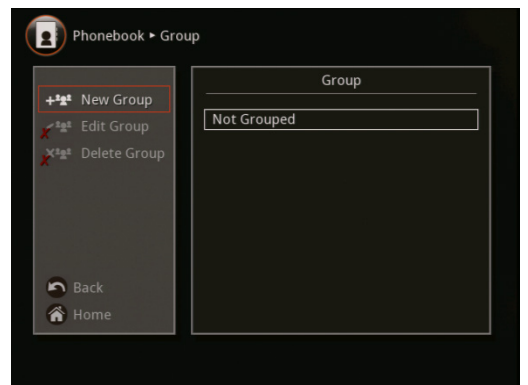 Phonebook ▸ Group
New Group
Edit Group
Delete Group
Back
Home
Group
Not Grouped